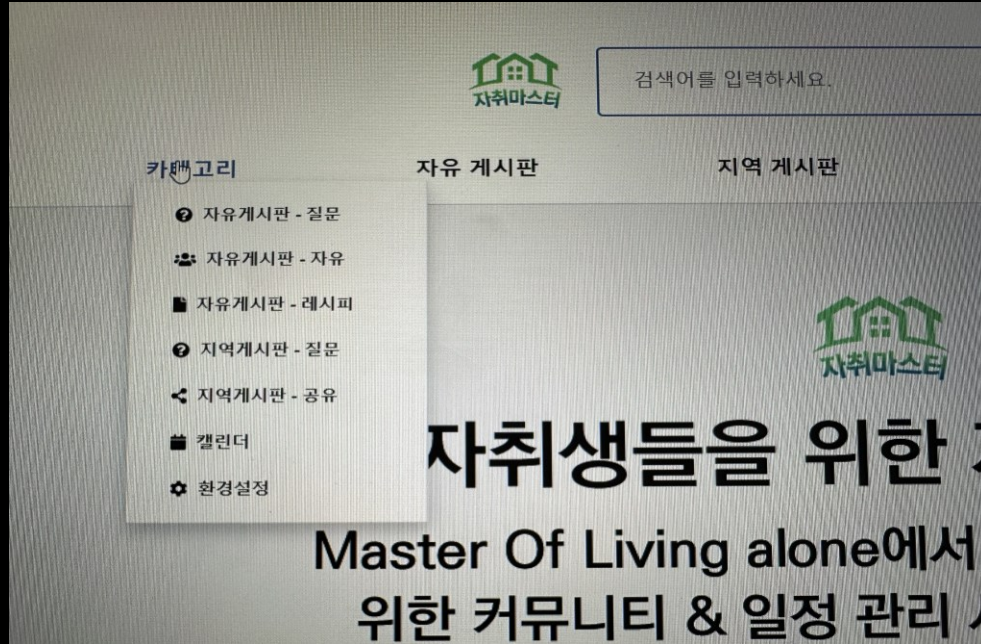 자취마스터
검색어를 입력하세요.
카테고리 자유 게시판 지역 게시판
자유게시판 - 질문
자유게시판 - 자유
자유게시판 - 레시피
지역게시판 - 질문
지역게시판 - 공유
캘린더
환경설정
자취마스터
자취생들을 위한
Master Of Living alone에서
위한 커뮤니티 & 일정 관리